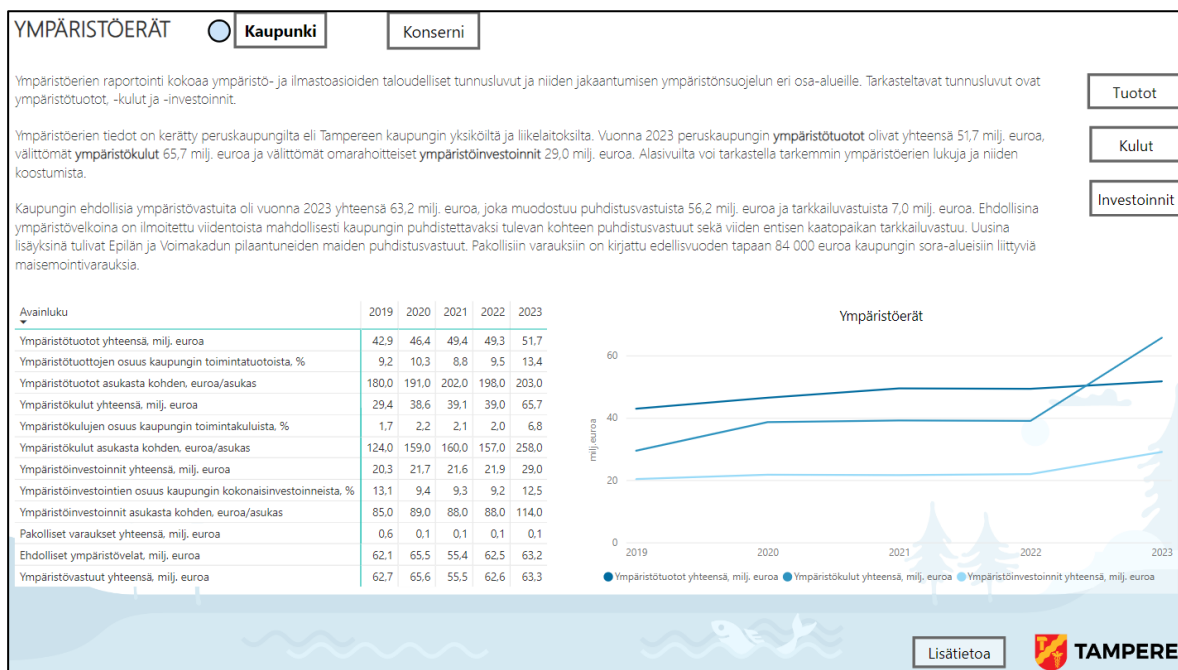 YMPÄRISTÖERÄT
Kaupunki
Konserni
Ympäristöerien raportointi kokoaa ympäristö- ja ilmastoasioiden taloudelliset tunnusluvut ja niiden jakaantumisen ympäristönsuojelun eri osa-alueille. Tarkasteltavat tunnusluvut ovat
ympäristötuotot, -kulut ja -investoinnit.
Ympäristöerien tiedot on kerätty peruskaupungilta eli Tampereen kaupungin yksiköiltä ja liikelaitoksilta. Vuonna 2023 peruskaupungin ympäristötuotot olivat yhteensä 51,7 milj. euroa,
välittömät ympäristökulut 65,7 milj. euroa ja välittömät omarahoitteiset ympäristöinvestoinnit 29,0 milj. euroa. Alasivuilta voi tarkastella tarkemmin ympäristöerien lukuja ja niiden
koostumista.
Kaupungin ehdollisia ympäristövastuita oli vuonna 2023 yhteensä 63,2 milj. euroa, joka muodostuu puhdistusvastuista 56,2 milj. euroa ja tarkkailuvastuista 7,0 milj. euroa. Ehdollisina
ympäristövelkoina on ilmoitettu viidentoista mahdollisesti kaupungin puhdistettavaksi tulevan kohteen puhdistusvastuut sekä viiden entisen kaatopaikan tarkkailuvastuu. Uusina
lisäyksinä tulivat Epilän ja Voimakadun pilaantuneiden maiden puhdistusvastuut. Pakollisiin varauksiin on kirjattu edellisvuoden tapaan 84 000 euroa kaupungin sora-alueisiin liittyviä
maisemointivarauksia.
Tuotot
Kulut
Investoinnit
Avainluku 2019 2020 2021 2022 2023
Ympäristötuotot yhteensä, milj. euroa 42,9 46,4 49,4 49,3 51,7
Ympäristötuottojen osuus kaupungin toimintatuotoista, % 9,2 10,3 8,8 9,5 13,4
Ympäristötuotot asukasta kohden, euroa/asukas 180,0 191,0 202,0 198,0 203,0
Ympäristökulut yhteensä, milj. euroa 29,4 38,6 39,1 39,0 65,7
Ympäristökulujen osuus kaupungin toimintakuluista, % 1,7 2,2 2,1 2,0 6,8
Ympäristökulut asukasta kohden, euroa/asukas 124,0 159,0 160,0 157,0 258,0
Ympäristöinvestoinnit yhteensä, milj. euroa 20,3 21,7 21,6 21,9 29,0
Ympäristöinvestointien osuus kaupungin kokonaisinvestoinneista, % 13,1 9,4 9,3 9,2 12,5
Ympäristöinvestoinnit asukasta kohden, euroa/asukas 85,0 89,0 88,0 88,0 114,0
Pakolliset varaukset yhteensä, milj. euroa 0,6 0,1 0,1 0,1 0,1
Ehdolliset ympäristövelat, milj. euroa 62,1 65,5 55,4 62,5 63,2
Ympäristövastuut yhteensä, milj. euroa 62,7 65,6 55,5 62,6 63,3
Ympäristöerät
milj.euroa
60
40
20
0
2019 2020 2021 2022 2023
Ympäristötuotot yhteensä, milj. euroa Ympäristökulut yhteensä, milj. euroa Ympäristöinvestoinnit yhteensä, milj. euroa
Lisätietoa
TAMPERE